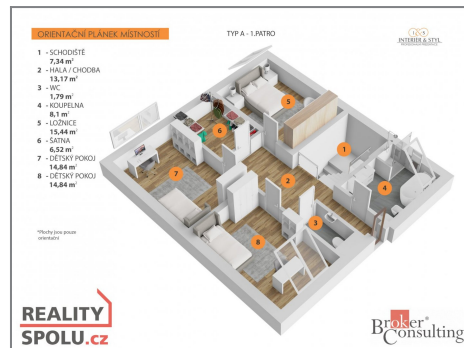 ORIENTAČNÍ PLÁNEK MÍSTNOSTÍ
TYP A - 1.PATRO
INTERIER & STYL
1 - SCHODIŠTĚ
7,34 m²
2 - HALA / CHODBA
13,17 m²
3 - WC
1,79 m²
4 - KOUPELNA
8,1 m²
5 - LOŽNICE
15,44 m²
6 - ŠATNA
6,52 m²
7 - DĚTSKÝ POKOJ
14,84 m²
8 - DĚTSKÝ POKOJ
14,84 m²
*Plochy jsou pouze
orientační
5
6
1
7
2
4
3
8
REALITY
SPOLU.cz
Broker
Consulting